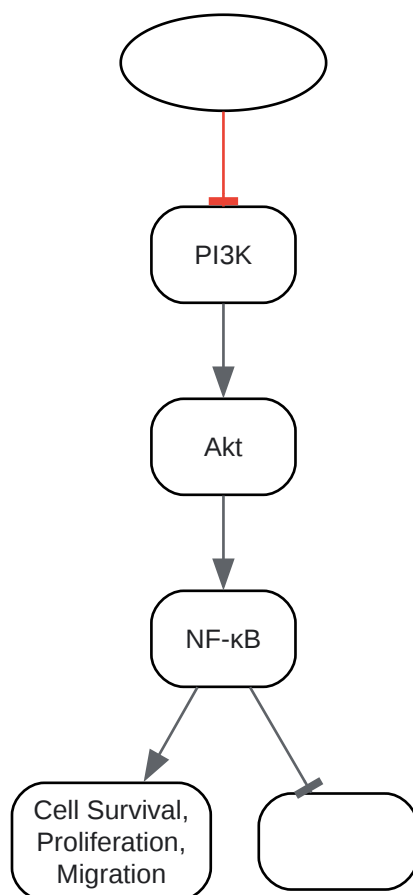 PI3K
Akt
NF-κB
Cell Survival,
Proliferation,
Migration